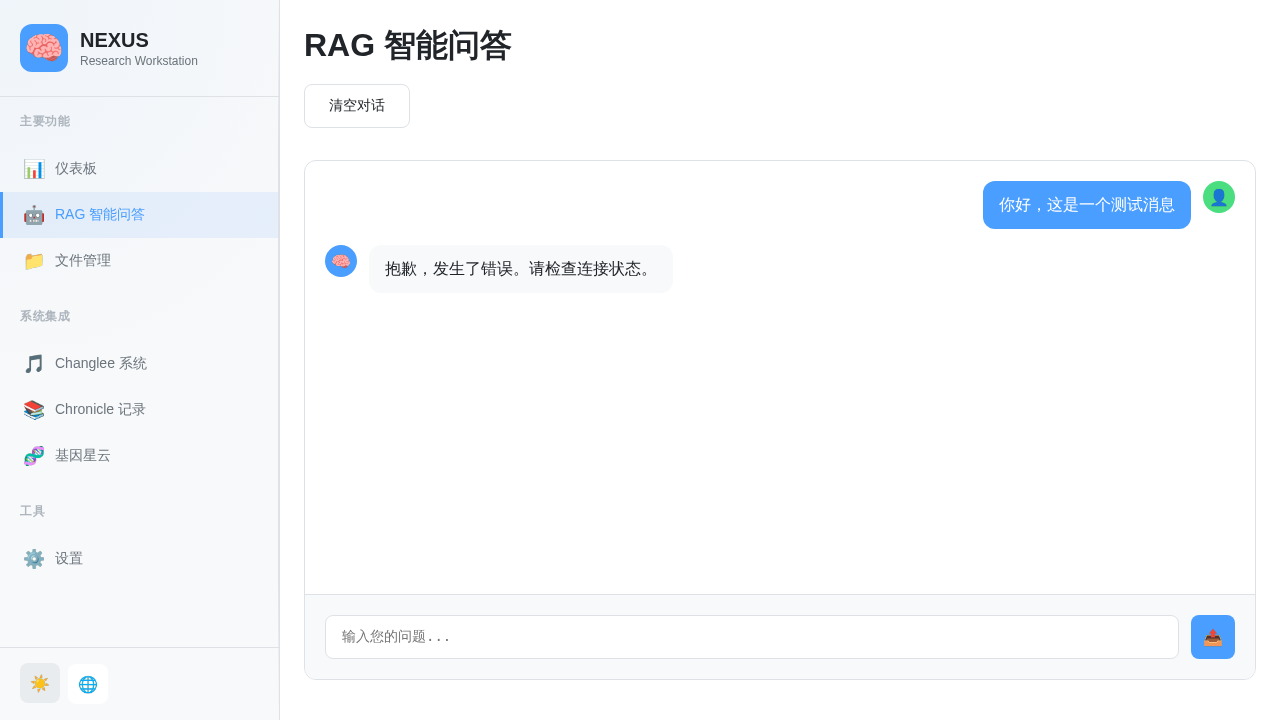 NEXUS
Research Workstation
主要功能
仪表板
RAG 智能问答
文件管理
系统集成
Changlee 系统
Chronicle 记录
基因星云
工具
设置
RAG 智能问答
清空对话
你好，这是一个测试消息
抱歉，发生了错误。请检查连接状态。
输入您的问题...